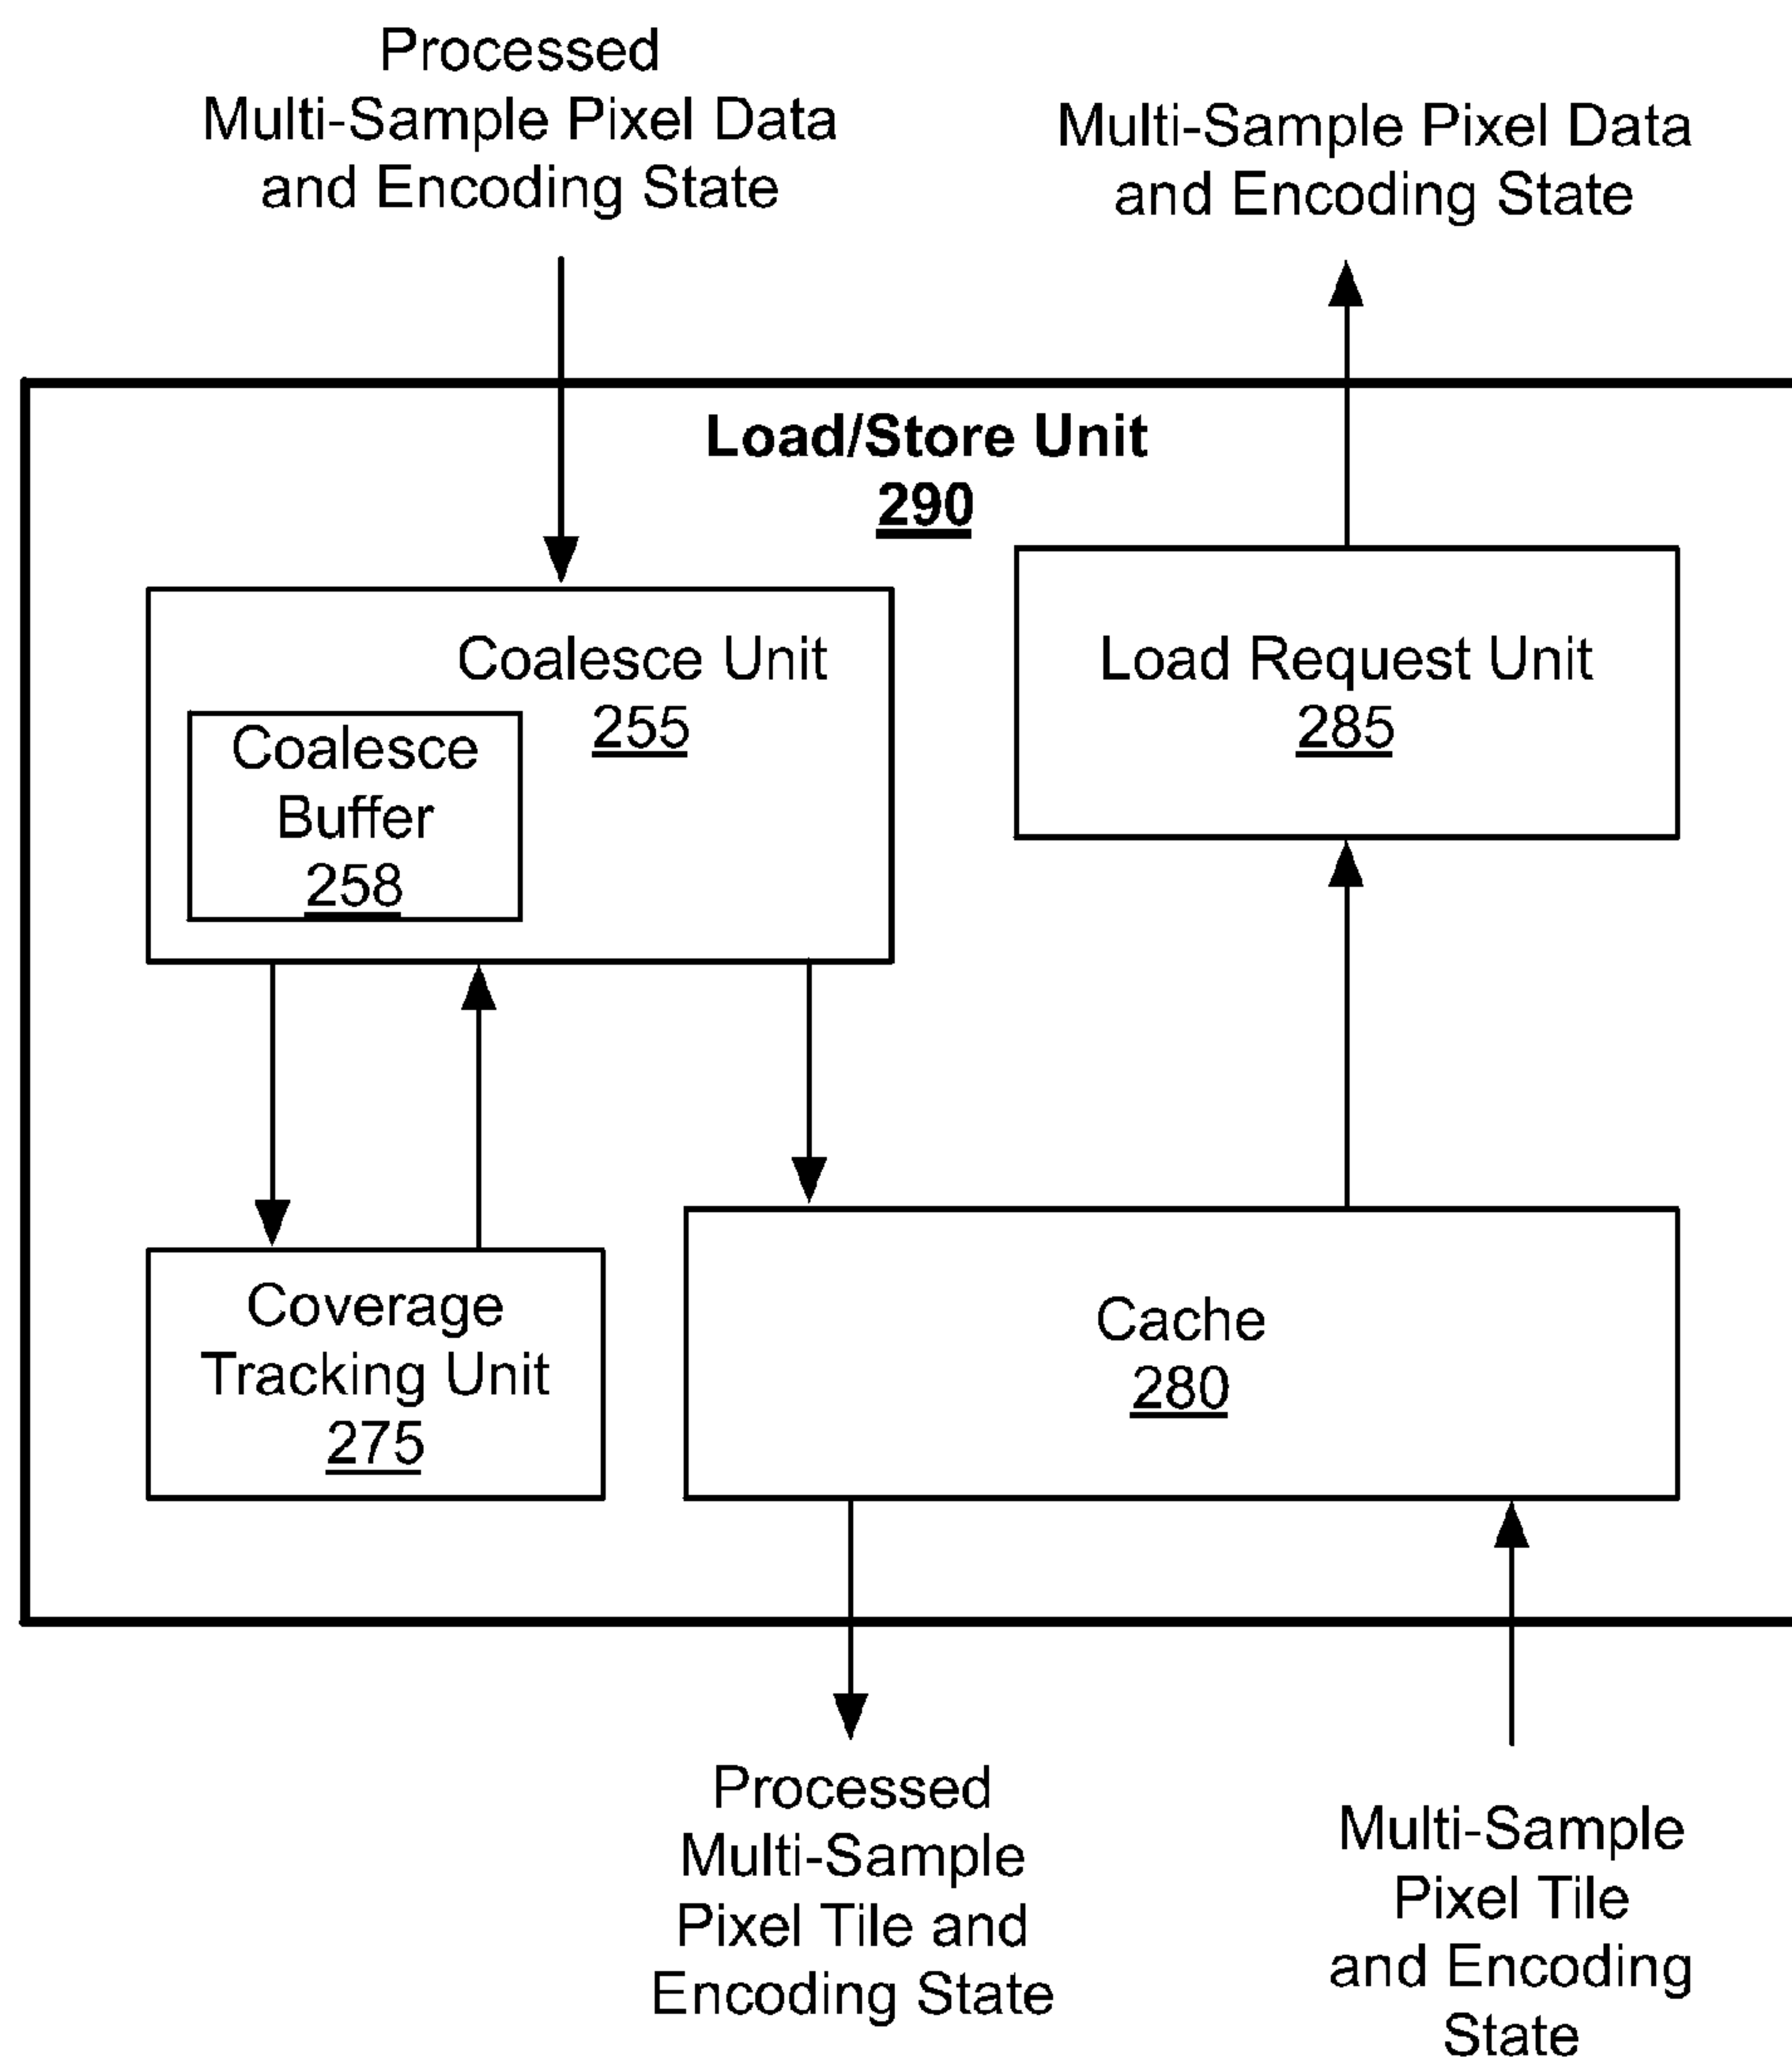 Processed
Multi-Sample Pixel Data
and Encoding State
Multi-Sample Pixel Data
and Encoding State
Load/Store Unit
290
Coalesce Unit
255
Coalesce
Buffer
258
Load Request Unit
285
Coverage
Tracking Unit
275
Cache
280
Processed
Multi-Sample
Pixel Tile and
Encoding State
Multi-Sample
Pixel Tile
and Encoding
State